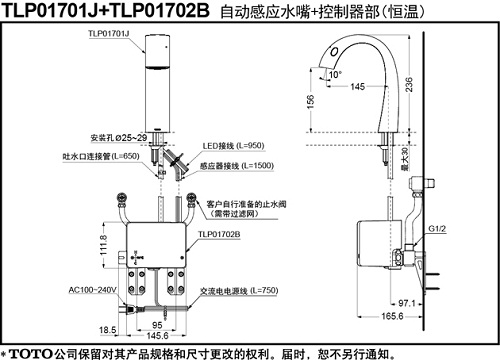 TLP01701J+TLP01702B 自动感应水嘴+控制器部(恒温)
TLP01701J
安装孔 Ø25~29
吐水口连接管 (L=650)
LED接线 (L=950)
感应器接线 (L=1500)
客户自行准备的止水阀
(需带过滤网)
TLP01702B
111.8
AC100-240V
交流电电源线 (L=750)
18.5
95
145.6
10°
145
156
236
最大30
G1/2
97.1
165.6
* TOTO公司保留对其产品规格和尺寸更改的权利。届时，恕不另行通知。